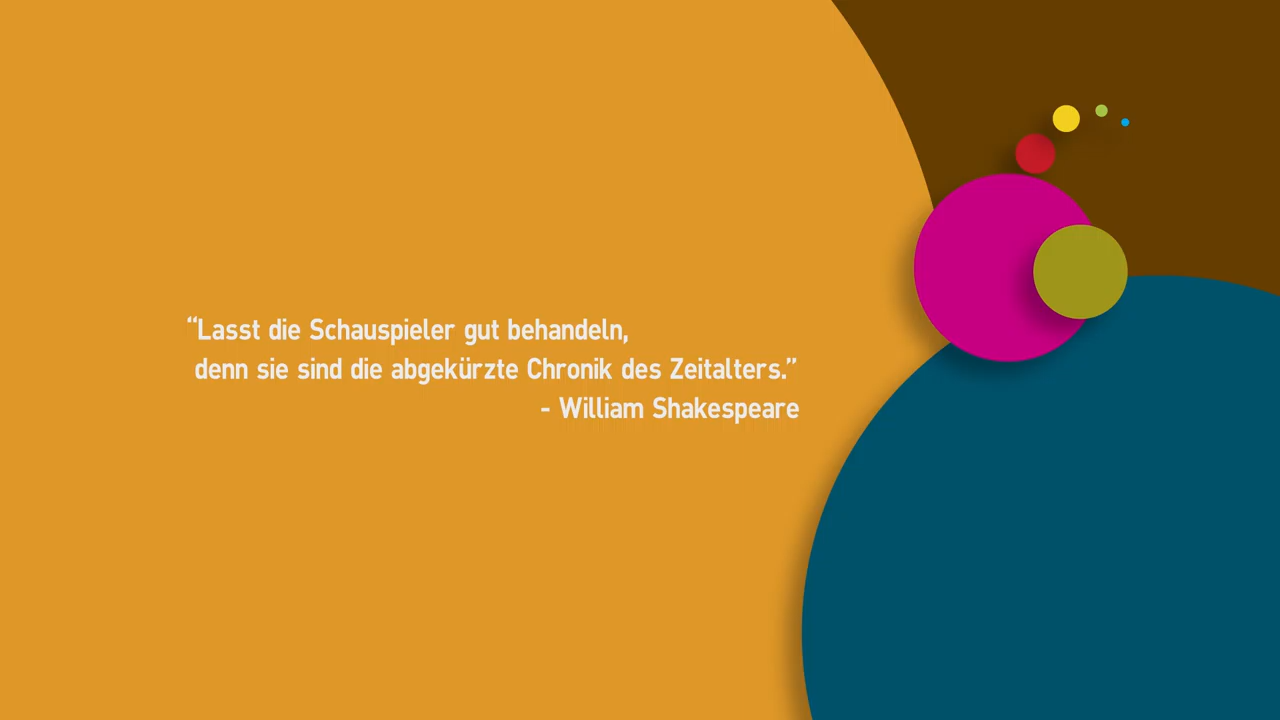 “Lasst die Schauspieler gut behandeln,
denn sie sind die abgekürzte Chronik des Zeitalters.”
- William Shakespeare